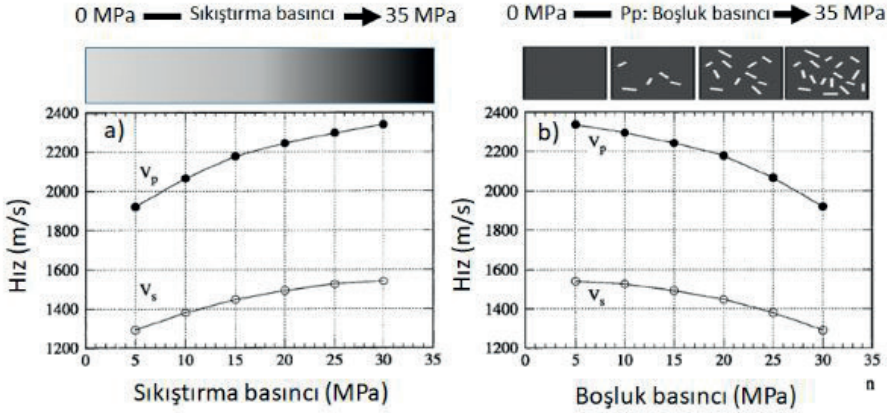 0 MPa Sıkıştırma basıncı 35 MPa
a)
Hız (m/s)
2400
2200
2000
1800
1600
1400
1200
Vp
Vs
0 5 10 15 20 25 30 35
Sıkıştırma basıncı (MPa)
0 MPa Pp: Boşluk basıncı 35 MPa
b)
Hız (m/s)
2400
2200
2000
1800
1600
1400
1200
Vp
Vs
0 5 10 15 20 25 30 35
Boşluk basıncı (MPa)
n